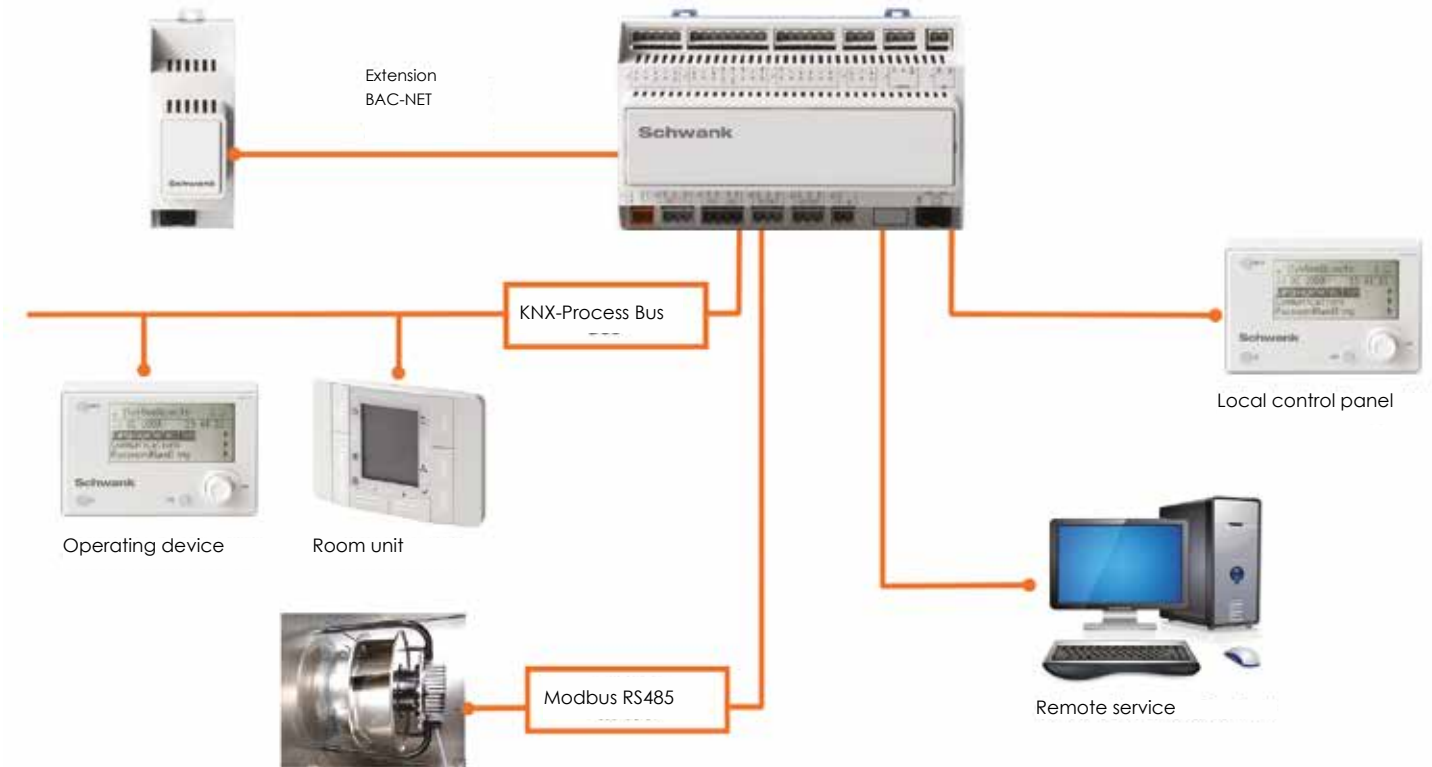 Extension
BAC-NET
Schwank
Schwank
KNX-Process Bus
Schwank
Local control panel
Schwank
Operating device
Room unit
Modbus RS485
Remote service